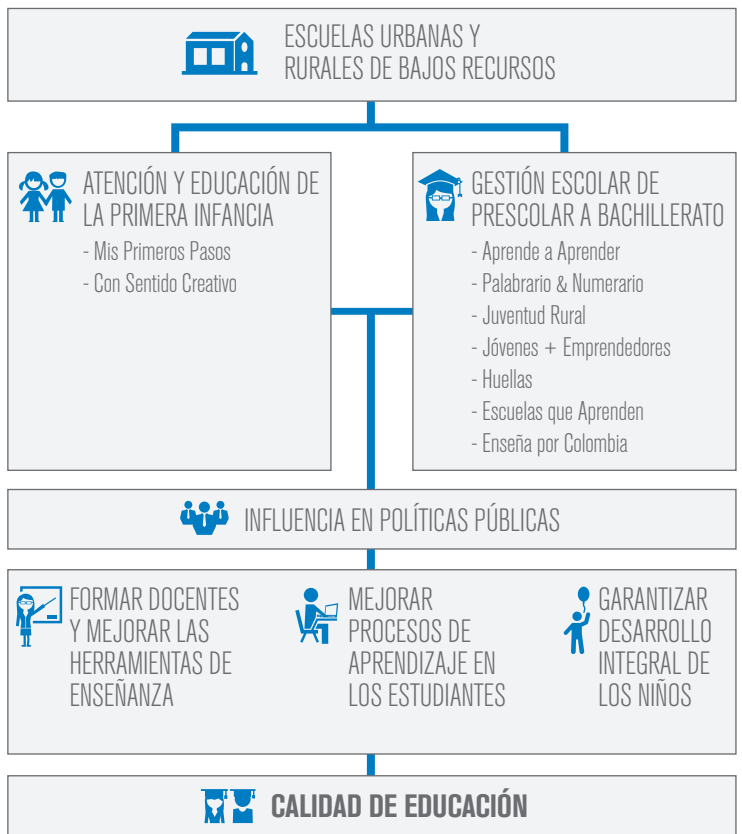 ESCUELAS URBANAS Y
RURALES DE BAJOS RECURSOS
ATENCIÓN Y EDUCACIÓN DE
LA PRIMERA INFANCIA
- Mis Primeros Pasos
- Con Sentido Creativo
GESTIÓN ESCOLAR DE
PRESCOLAR A BACHILLERATO
- Aprende a Aprender
- Palabrario & Numerario
- Juventud Rural
- Jóvenes + Emprendedores
- Huellas
- Escuelas que Aprenden
- Enseña por Colombia
INFLUENCIA EN POLÍTICAS PÚBLICAS
FORMAR DOCENTES
Y MEJORAR LAS
HERRAMIENTAS DE
ENSEÑANZA
MEJORAR
PROCESOS DE
APRENDIZAJE EN
LOS ESTUDIANTES
GARANTIZAR
DESARROLLO
INTEGRAL DE
LOS NIÑOS
CALIDAD DE EDUCACIÓN